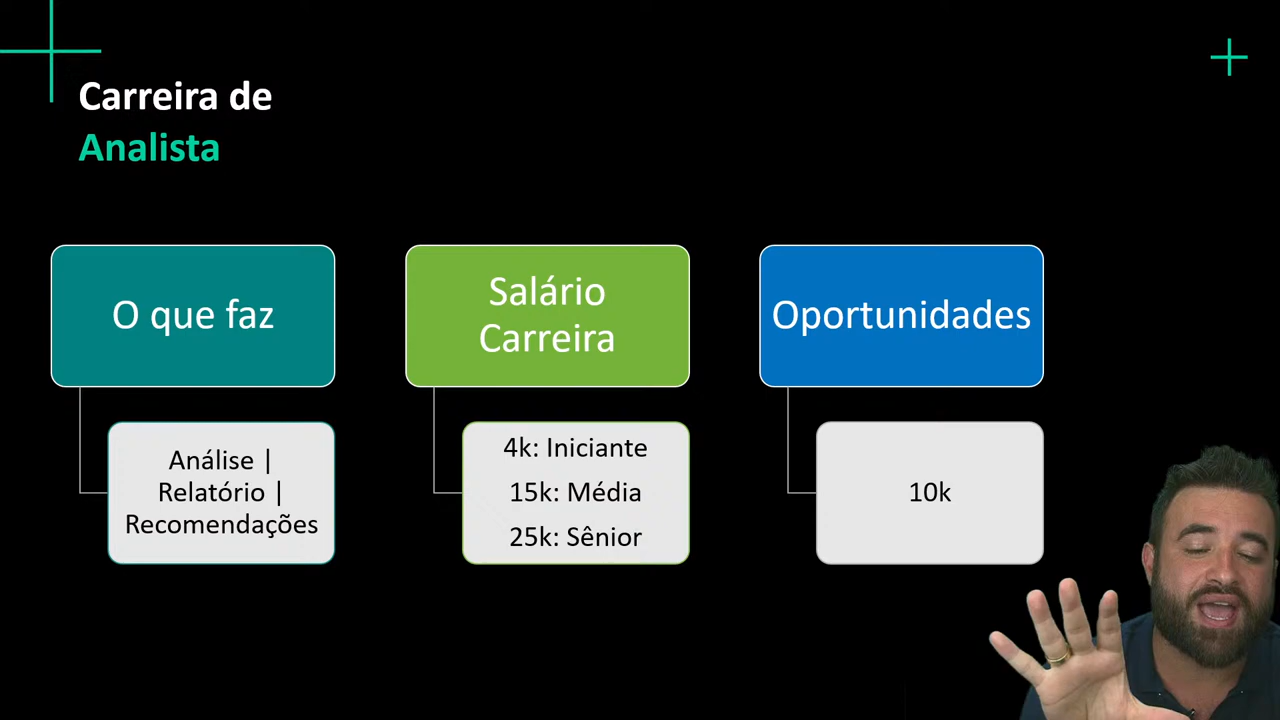 Carreira de
Analista
O que faz
Análise |
Relatório |
Recomendações
Salário
Carreira
4k: Iniciante
15k: Média
25k: Sênior
Oportunidades
10k